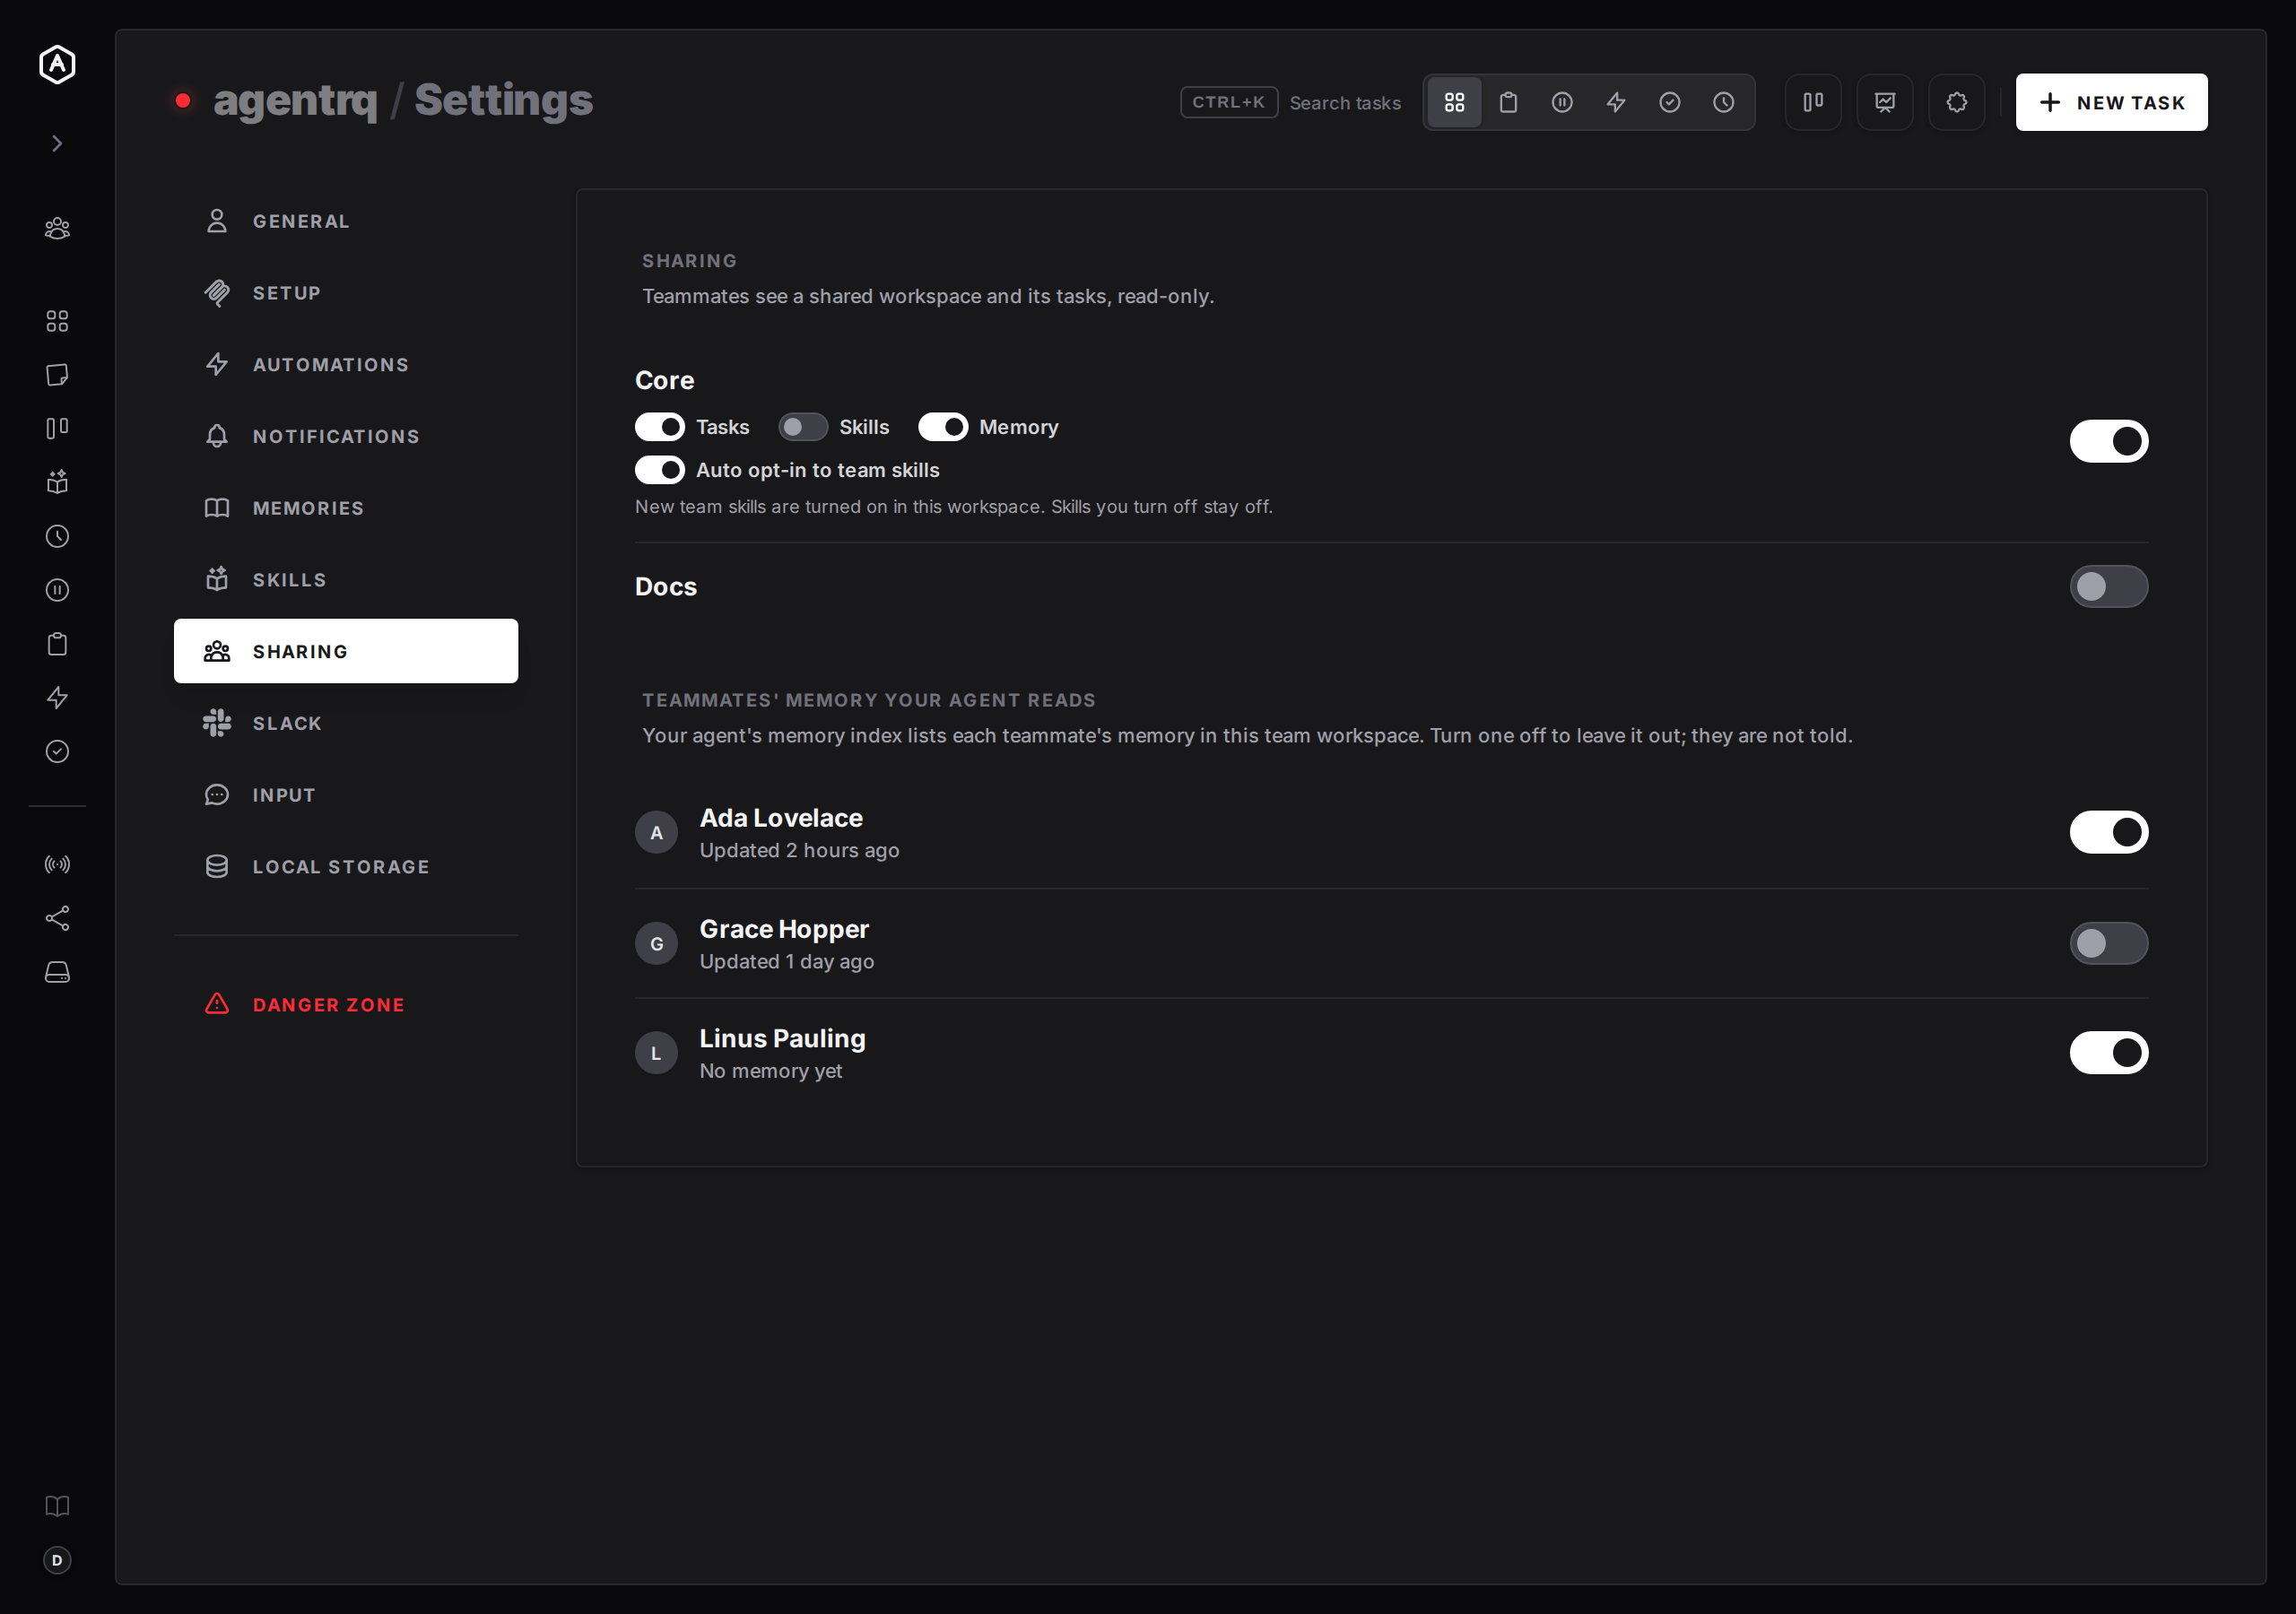 agentrq / Settings
CTRL+K Search tasks
NEW TASK
GENERAL
SETUP
AUTOMATIONS
NOTIFICATIONS
MEMORIES
SKILLS
SHARING
SLACK
INPUT
LOCAL STORAGE
DANGER ZONE
SHARING
Teammates see a shared workspace and its tasks, read-only.
Core
Tasks Skills Memory
Auto opt-in to team skills
New team skills are turned on in this workspace. Skills you turn off stay off.
Docs
TEAMMATES' MEMORY YOUR AGENT READS
Your agent's memory index lists each teammate's memory in this team workspace. Turn one off to leave it out; they are not told.
A
Ada Lovelace
Updated 2 hours ago
G
Grace Hopper
Updated 1 day ago
L
Linus Pauling
No memory yet
D